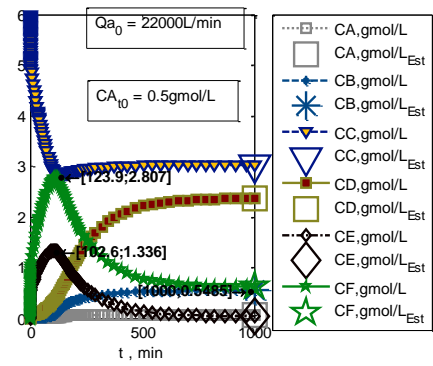 6
5
4
3
2
1
0
0
500
1000
t , min
Qa0 = 22000L/min
CAt0 = 0.5gmol/L
←[123.9;2.807]
←[102.6;1.336]
[1000;0.5485]→
CA,gmol/L
CA,gmol/LEst
CB,gmol/L
CB,gmol/LEst
CC,gmol/L
CC,gmol/LEst
CD,gmol/L
CD,gmol/LEst
CE,gmol/L
CE,gmol/LEst
CF,gmol/L
CF,gmol/LEst